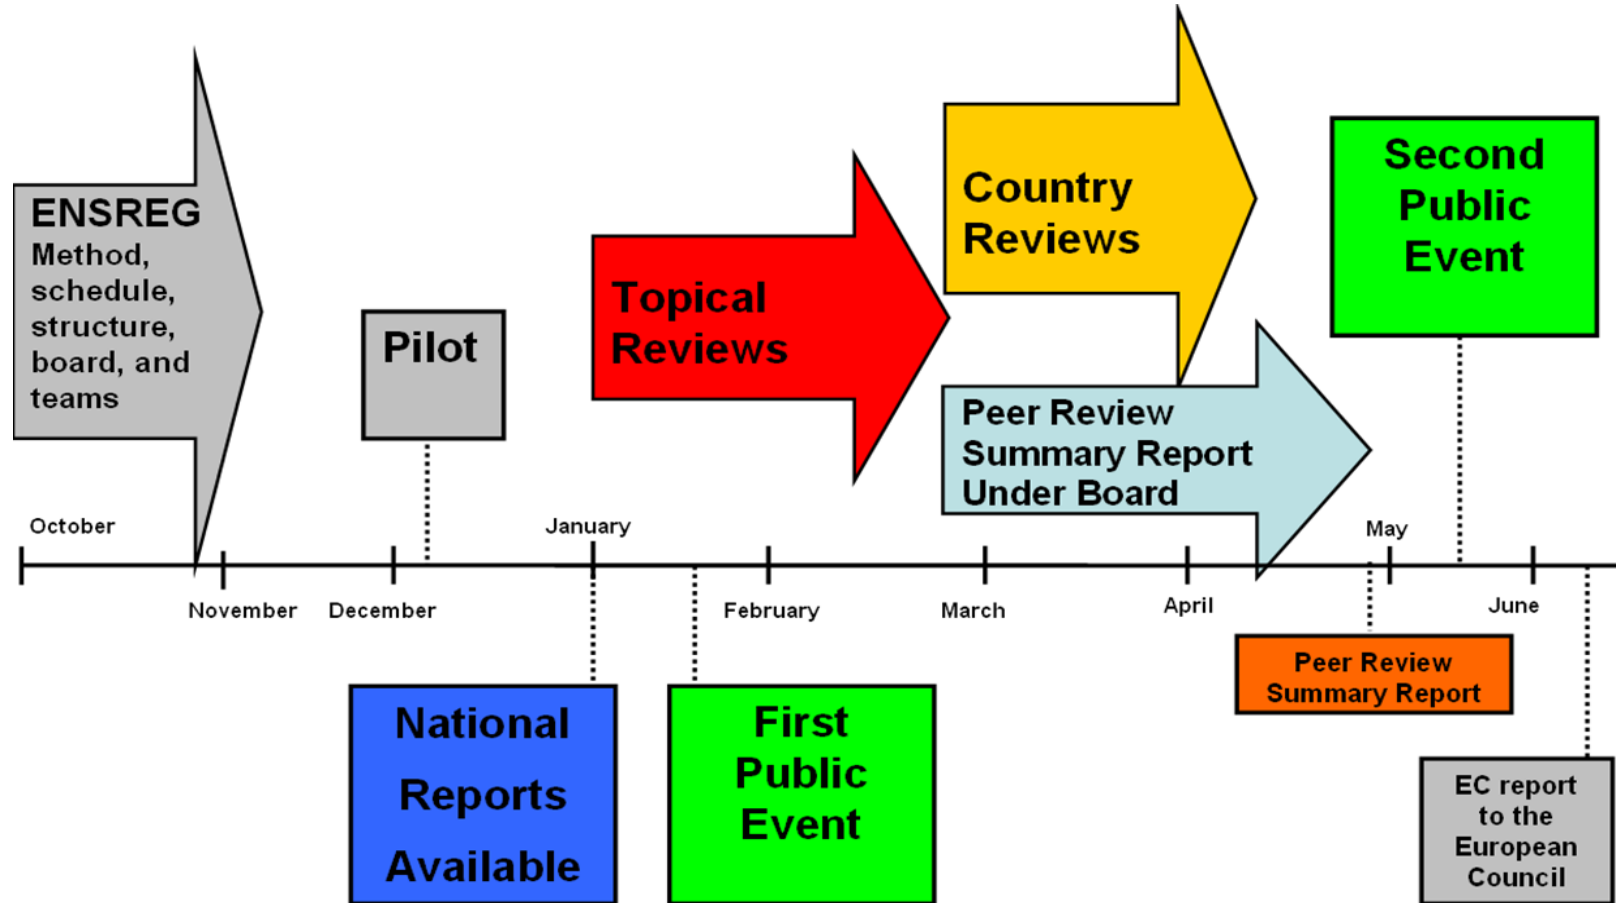 ENSREG
Method,
schedule,
structure,
board, and
teams
Pilot
Topical
Reviews
Country
Reviews
Peer Review
Summary Report
Under Board
Second
Public
Event
October
November
December
January
February
March
April
May
June
National
Reports
Available
First
Public
Event
Peer Review
Summary Report
EC report
to the
European
Council